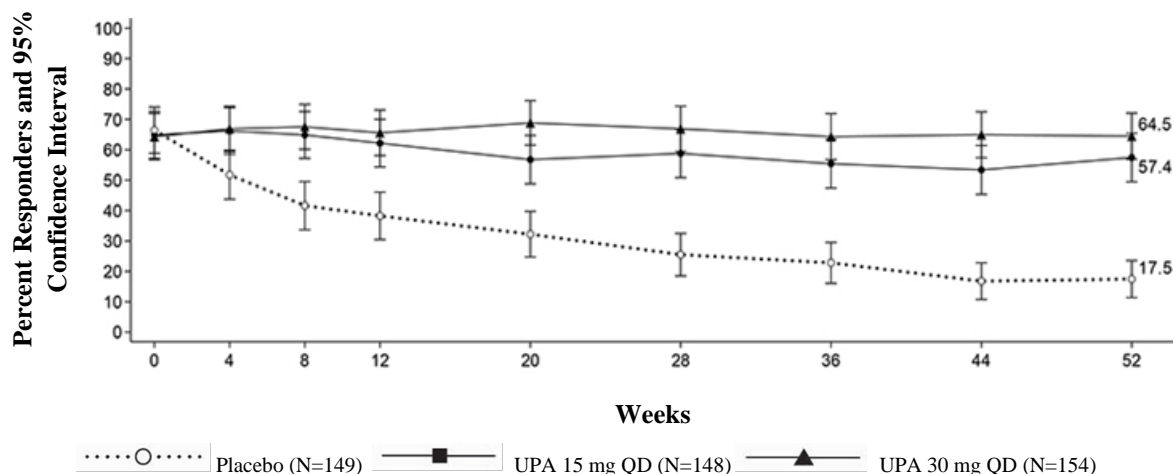 Percent Responders and 95%
Confidence Interval
100
90
80
70
60
50
40
30
20
10
0
64.5
57.4
17.5
0 4 8 12 20 28 36 44 52
Weeks
Placebo (N=149) UPA 15 mg QD (N=148) UPA 30 mg QD (N=154)